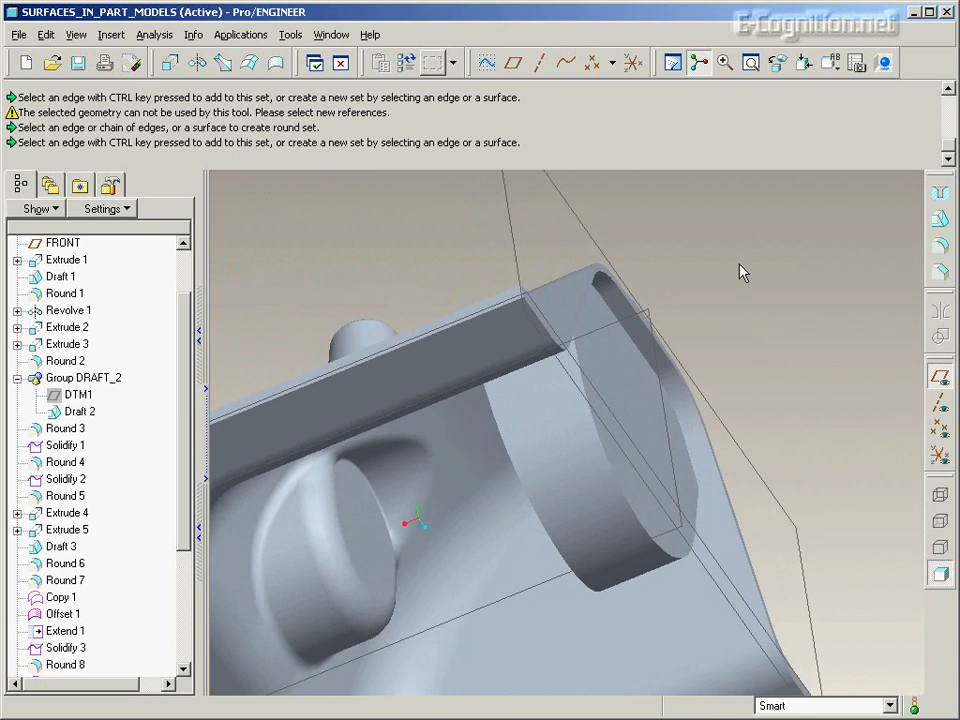 SURFACES_IN_PART_MODELS (Active) - Pro/ENGINEER
E-Cognition.net
File Edit View Insert Analysis Info Applications Tools Window Help
Select an edge with CTRL key pressed to add to this set, or create a new set by selecting an edge or a surface.
The selected geometry can not be used by this tool. Please select new references.
Select an edge or chain of edges, or a surface to create round set.
Select an edge with CTRL key pressed to add to this set, or create a new set by selecting an edge or a surface.
Show Settings
FRONT
Extrude 1
Draft 1
Round 1
Revolve 1
Extrude 2
Extrude 3
Round 2
Group DRAFT_2
DTM1
Draft 2
Round 3
Solidify 1
Round 4
Solidify 2
Round 5
Extrude 4
Extrude 5
Draft 3
Round 6
Round 7
Copy 1
Offset 1
Extend 1
Solidify 3
Round 8
Smart